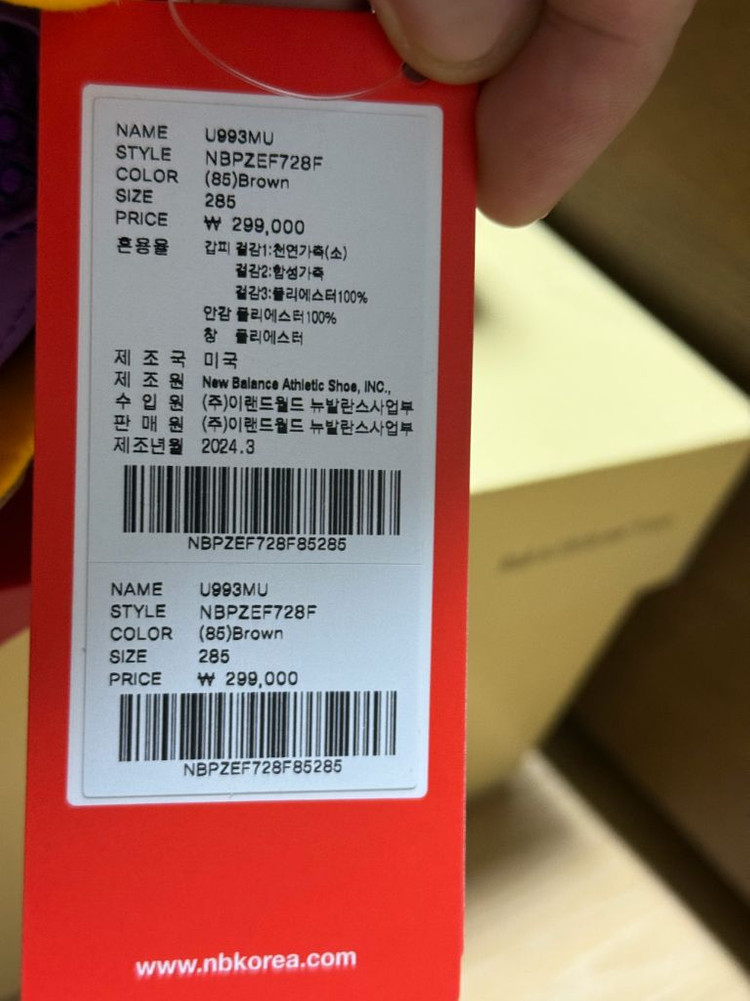 NAME U993MU
STYLE NBPZEF728F
COLOR (85)Brown
SIZE 285
PRICE ₩ 299,000
혼용율 갑피 겉감1:천연가죽(소)
겉감2:합성가죽
겉감3:폴리에스터100%
안감 폴리에스터100%
창 폴리에스터
제 조 국 미국
제 조 원 New Balance Athletic Shoe, INC.,
수 입 원 (주)이랜드월드 뉴발란스사업부
판 매 원 (주)이랜드월드 뉴발란스사업부
제조년월 2024.3
NBPZEF728F85285
NAME U993MU
STYLE NBPZEF728F
COLOR (85)Brown
SIZE 285
PRICE ₩ 299,000
NBPZEF728F85285
www.nbkorea.com